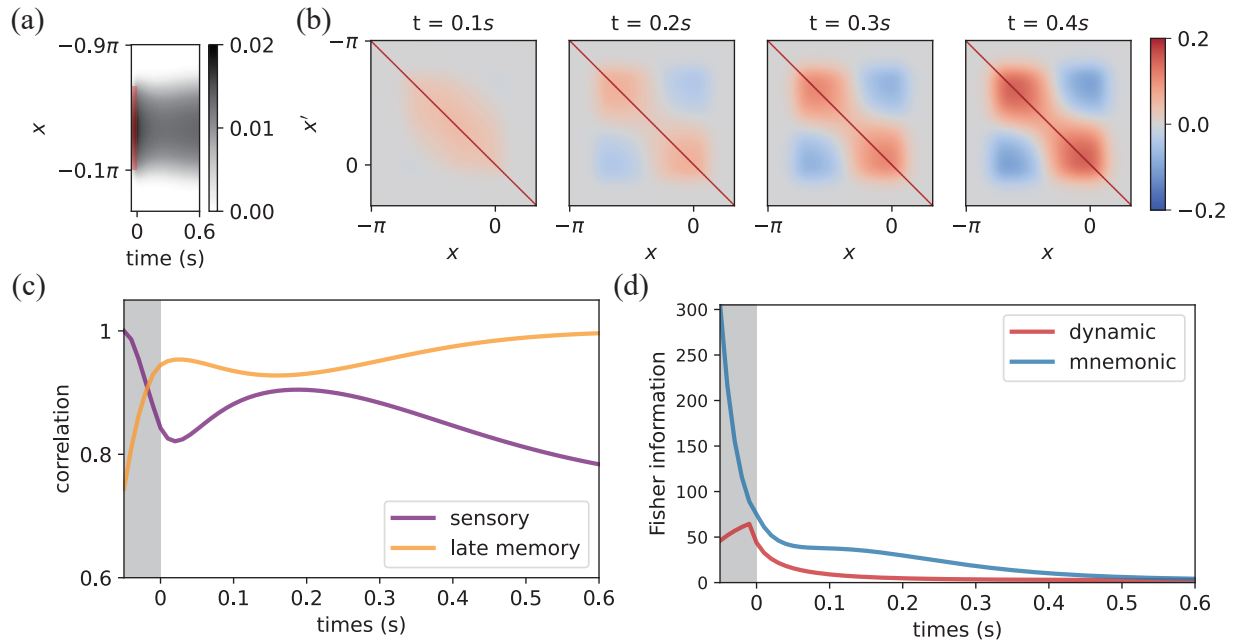 (a)
−0.9π
x
−0.1π
0
0.6
time (s)
0.02
0.01
0.00
(b)
t = 0.1s
t = 0.2s
t = 0.3s
t = 0.4s
−π
x′
0
−π
0
−π
0
−π
0
−π
0
x
x
x
x
0.2
0.0
−0.2
(c)
1
0.8
0.6
correlation
sensory
late memory
0
0.1
0.2
0.3
0.4
0.5
0.6
times (s)
(d)
300
250
200
150
100
50
0
Fisher information
dynamic
mnemonic
0
0.1
0.2
0.3
0.4
0.5
0.6
times (s)